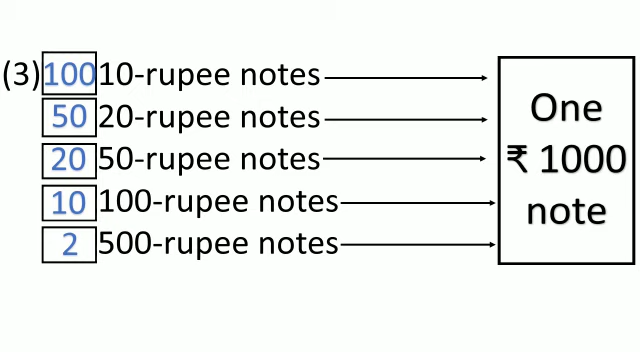 (3) 100 10-rupee notes
50 20-rupee notes
20 50-rupee notes
10 100-rupee notes
2 500-rupee notes
One
₹ 1000
note